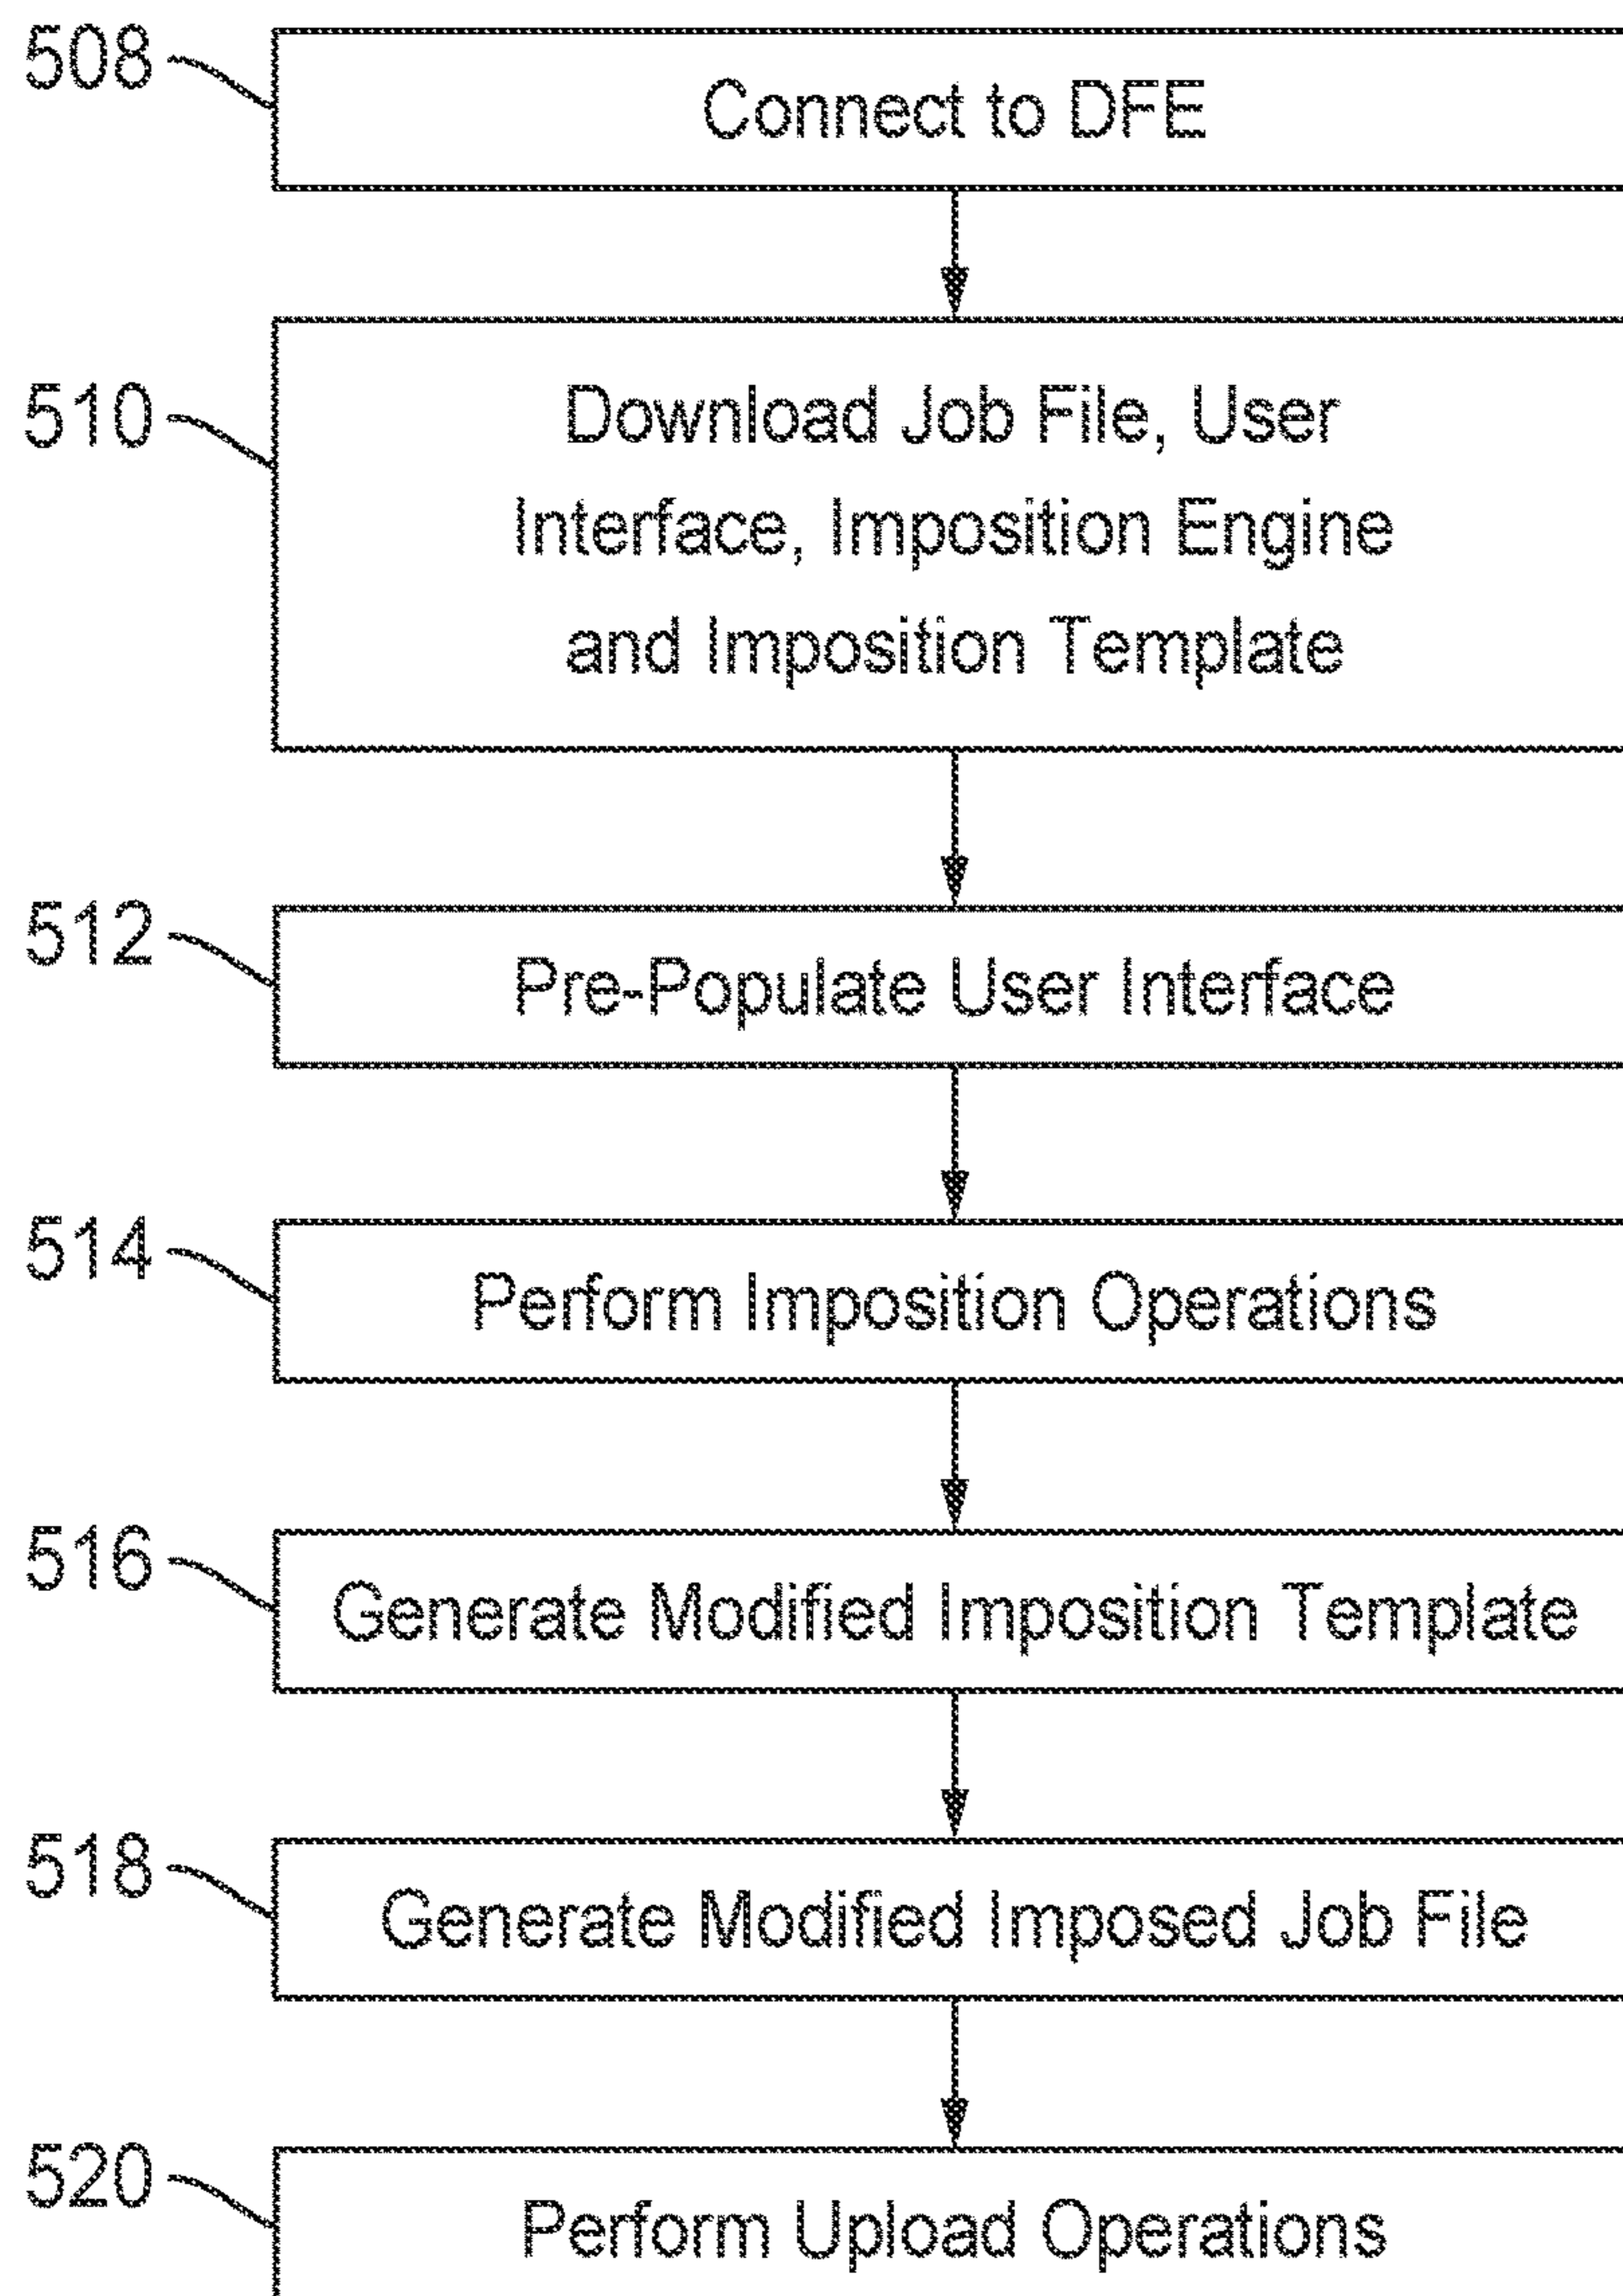 508
Connect to DFE
510
Download Job File, User
Interface, Imposition Engine
and Imposition Template
512
Pre-Populate User Interface
514
Perform Imposition Operations
516
Generate Modified Imposition Template
518
Generate Modified Imposed Job File
520
Perform Upload Operations